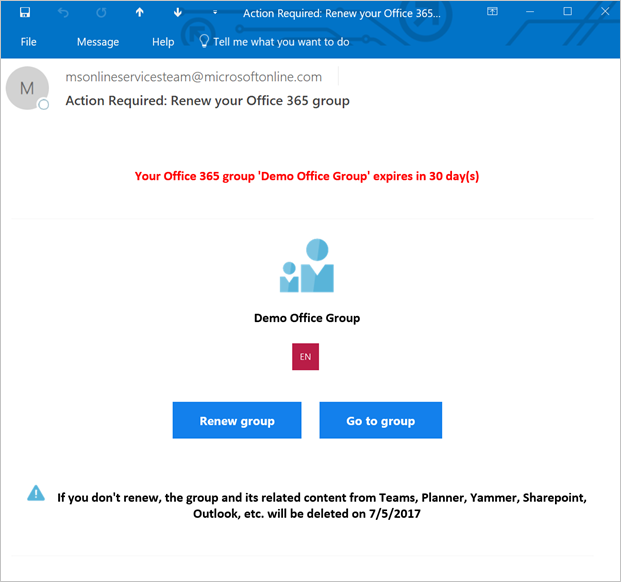 Action Required: Renew your Office 365...
File Message Help Tell me what you want to do
M
msonlineservicesteam@microsoftonline.com
Action Required: Renew your Office 365 group
Your Office 365 group 'Demo Office Group' expires in 30 day(s)
Demo Office Group
EN
Renew group Go to group
If you don't renew, the group and its related content from Teams, Planner, Yammer, Sharepoint,
Outlook, etc. will be deleted on 7/5/2017